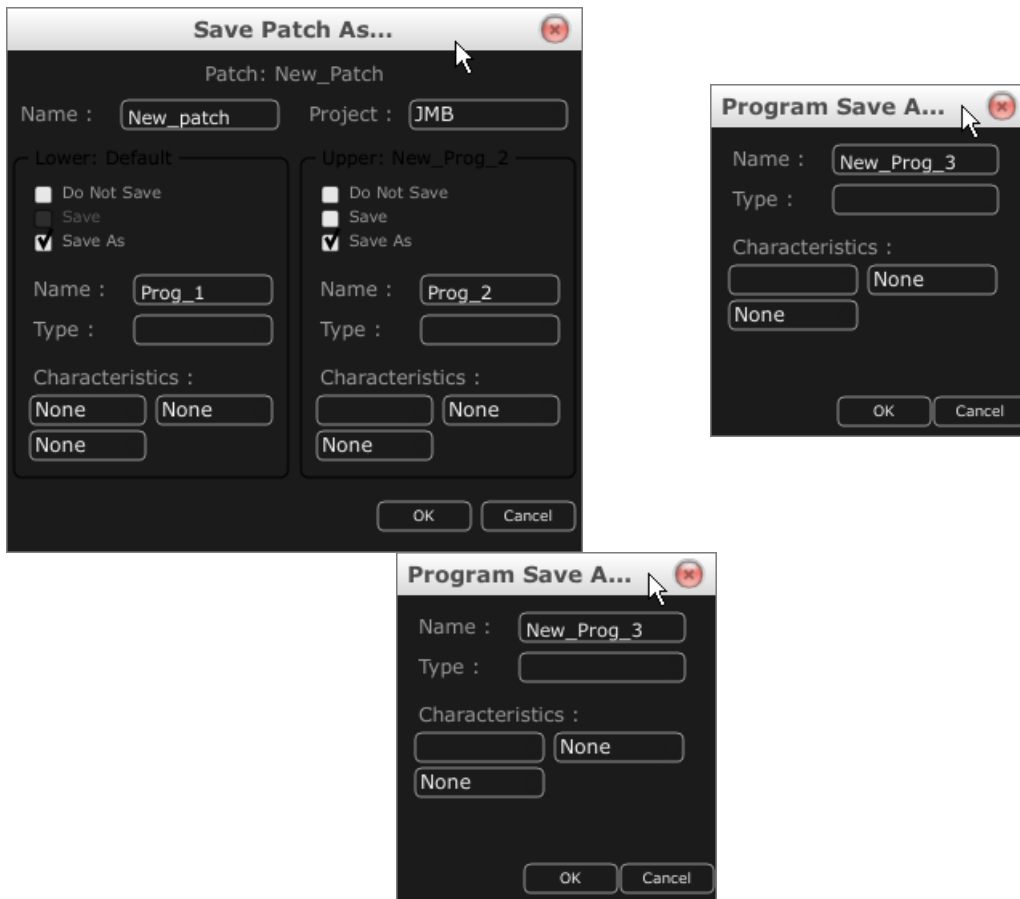 Save Patch As...
Patch: New_Patch
Name : New_patch Project : JMB
Lower: Default
Do Not Save
Save
Save As
Name : Prog_1
Type :
Characteristics :
None None
None
Upper: New_Prog_2
Do Not Save
Save
Save As
Name : Prog_2
Type :
Characteristics :
None
None
OK Cancel
Program Save A...
Name : New_Prog_3
Type :
Characteristics :
None
None
OK Cancel
Program Save A...
Name : New_Prog_3
Type :
Characteristics :
None
None
OK Cancel